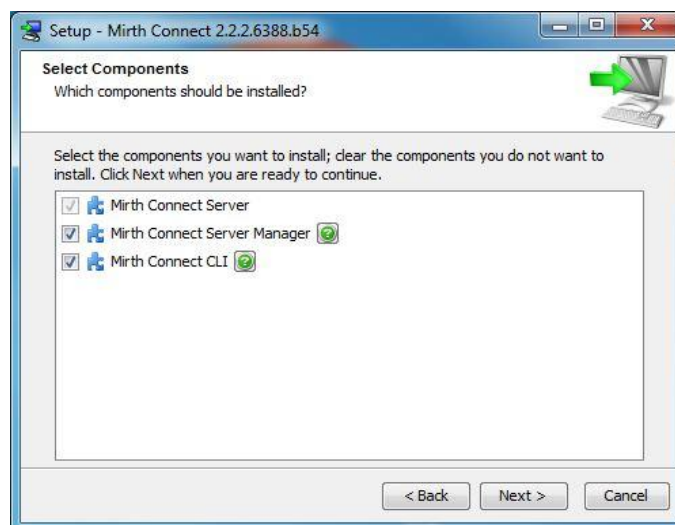 Setup - Mirth Connect 2.2.2.6388.b54
Select Components
Which components should be installed?
Select the components you want to install; clear the components you do not want to
install. Click Next when you are ready to continue.
Mirth Connect Server
Mirth Connect Server Manager
Mirth Connect CLI
< Back Next > Cancel